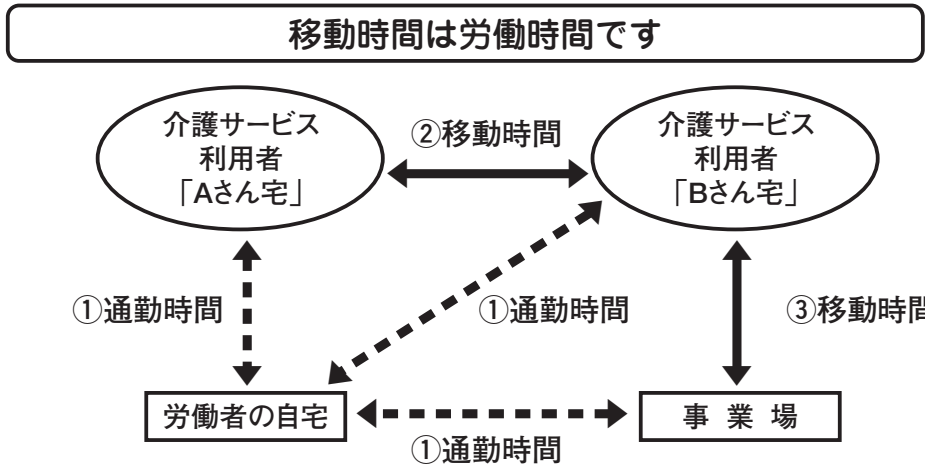 移動時間は労働時間です
介護サービス
利用者
「Aさん宅」
②移動時間
介護サービス
利用者
「Bさん宅」
①通勤時間
①通勤時間
③移動時間
労働者の自宅
事業場
①通勤時間